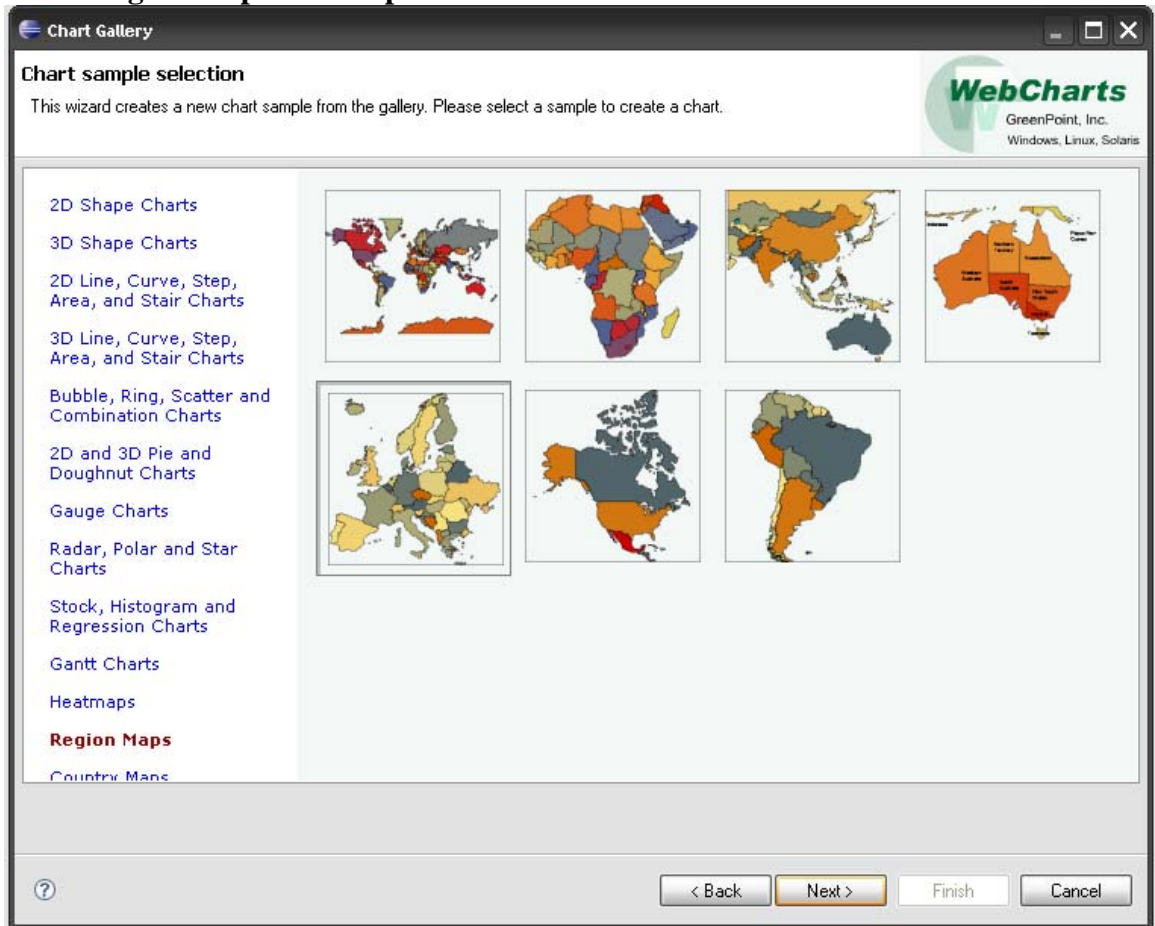 Chart Gallery
Chart sample selection
This wizard creates a new chart sample from the gallery. Please select a sample to create a chart.
WebCharts
GreenPoint, Inc.
Windows, Linux, Solaris
2D Shape Charts
3D Shape Charts
2D Line, Curve, Step,
Area, and Stair Charts
3D Line, Curve, Step,
Area, and Stair Charts
Bubble, Ring, Scatter and
Combination Charts
2D and 3D Pie and
Doughnut Charts
Gauge Charts
Radar, Polar and Star
Charts
Stock, Histogram and
Regression Charts
Gantt Charts
Heatmaps
Region Maps
Country Maps
< Back
Next >
Finish
Cancel